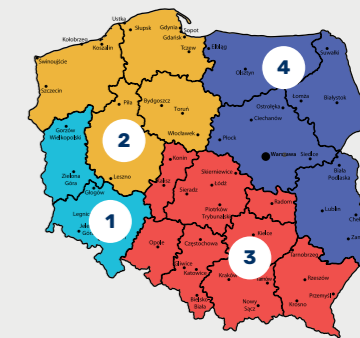 Ustka
Słupsk
Gdynia
Sopot
Gdańsk
Kołobrzeg
Koszalin
Tczew
Elbląg
Suwałki
Świnoujście
Olsztyn
4
Szczecin
Piła
Bydgoszcz
Toruń
Łomża
Białystok
Ostrołęka
Ciechanów
Gorzów
Wielkopolski
2
Włocławek
Płock
Warszawa
Siedlce
Konin
Biała
Podlaska
Zielona
Góra
Leszno
Skierniewice
Łódź
Sieradz
Głogów
Piotrków
Trybunalski
Radom
Lublin
1
Opole
Częstochowa
Kielce
3
Tarnobrzeg
Gliwice
Katowice
Kraków
Rzeszów
Przemyśl
Bielsko-
Biała
Nowy
Sącz
Krosno